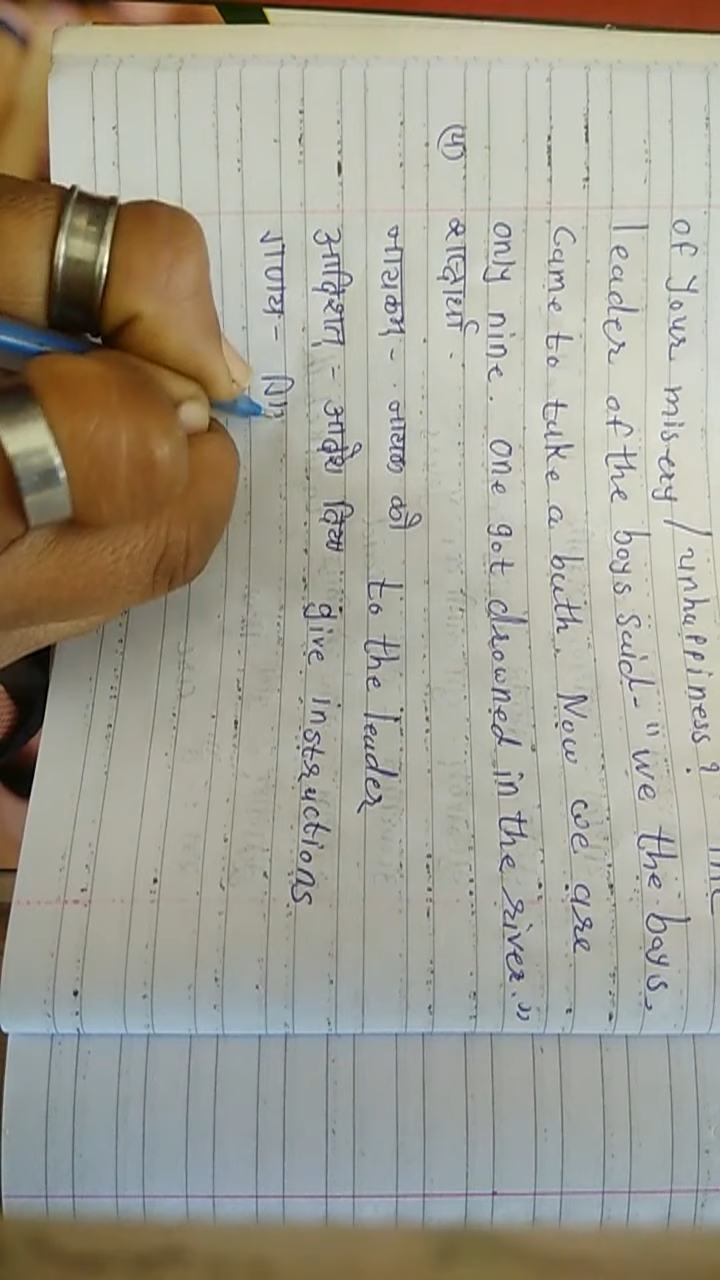 of your misery / unhappiness? The
leader of the boys said - "we the boys,
Came to take a bath. Now we are
only nine. One got drowned in the river."
शब्दार्थ -
नायकम् - नायक को to the leader
आदिशत् - आदेश दिया give instructions